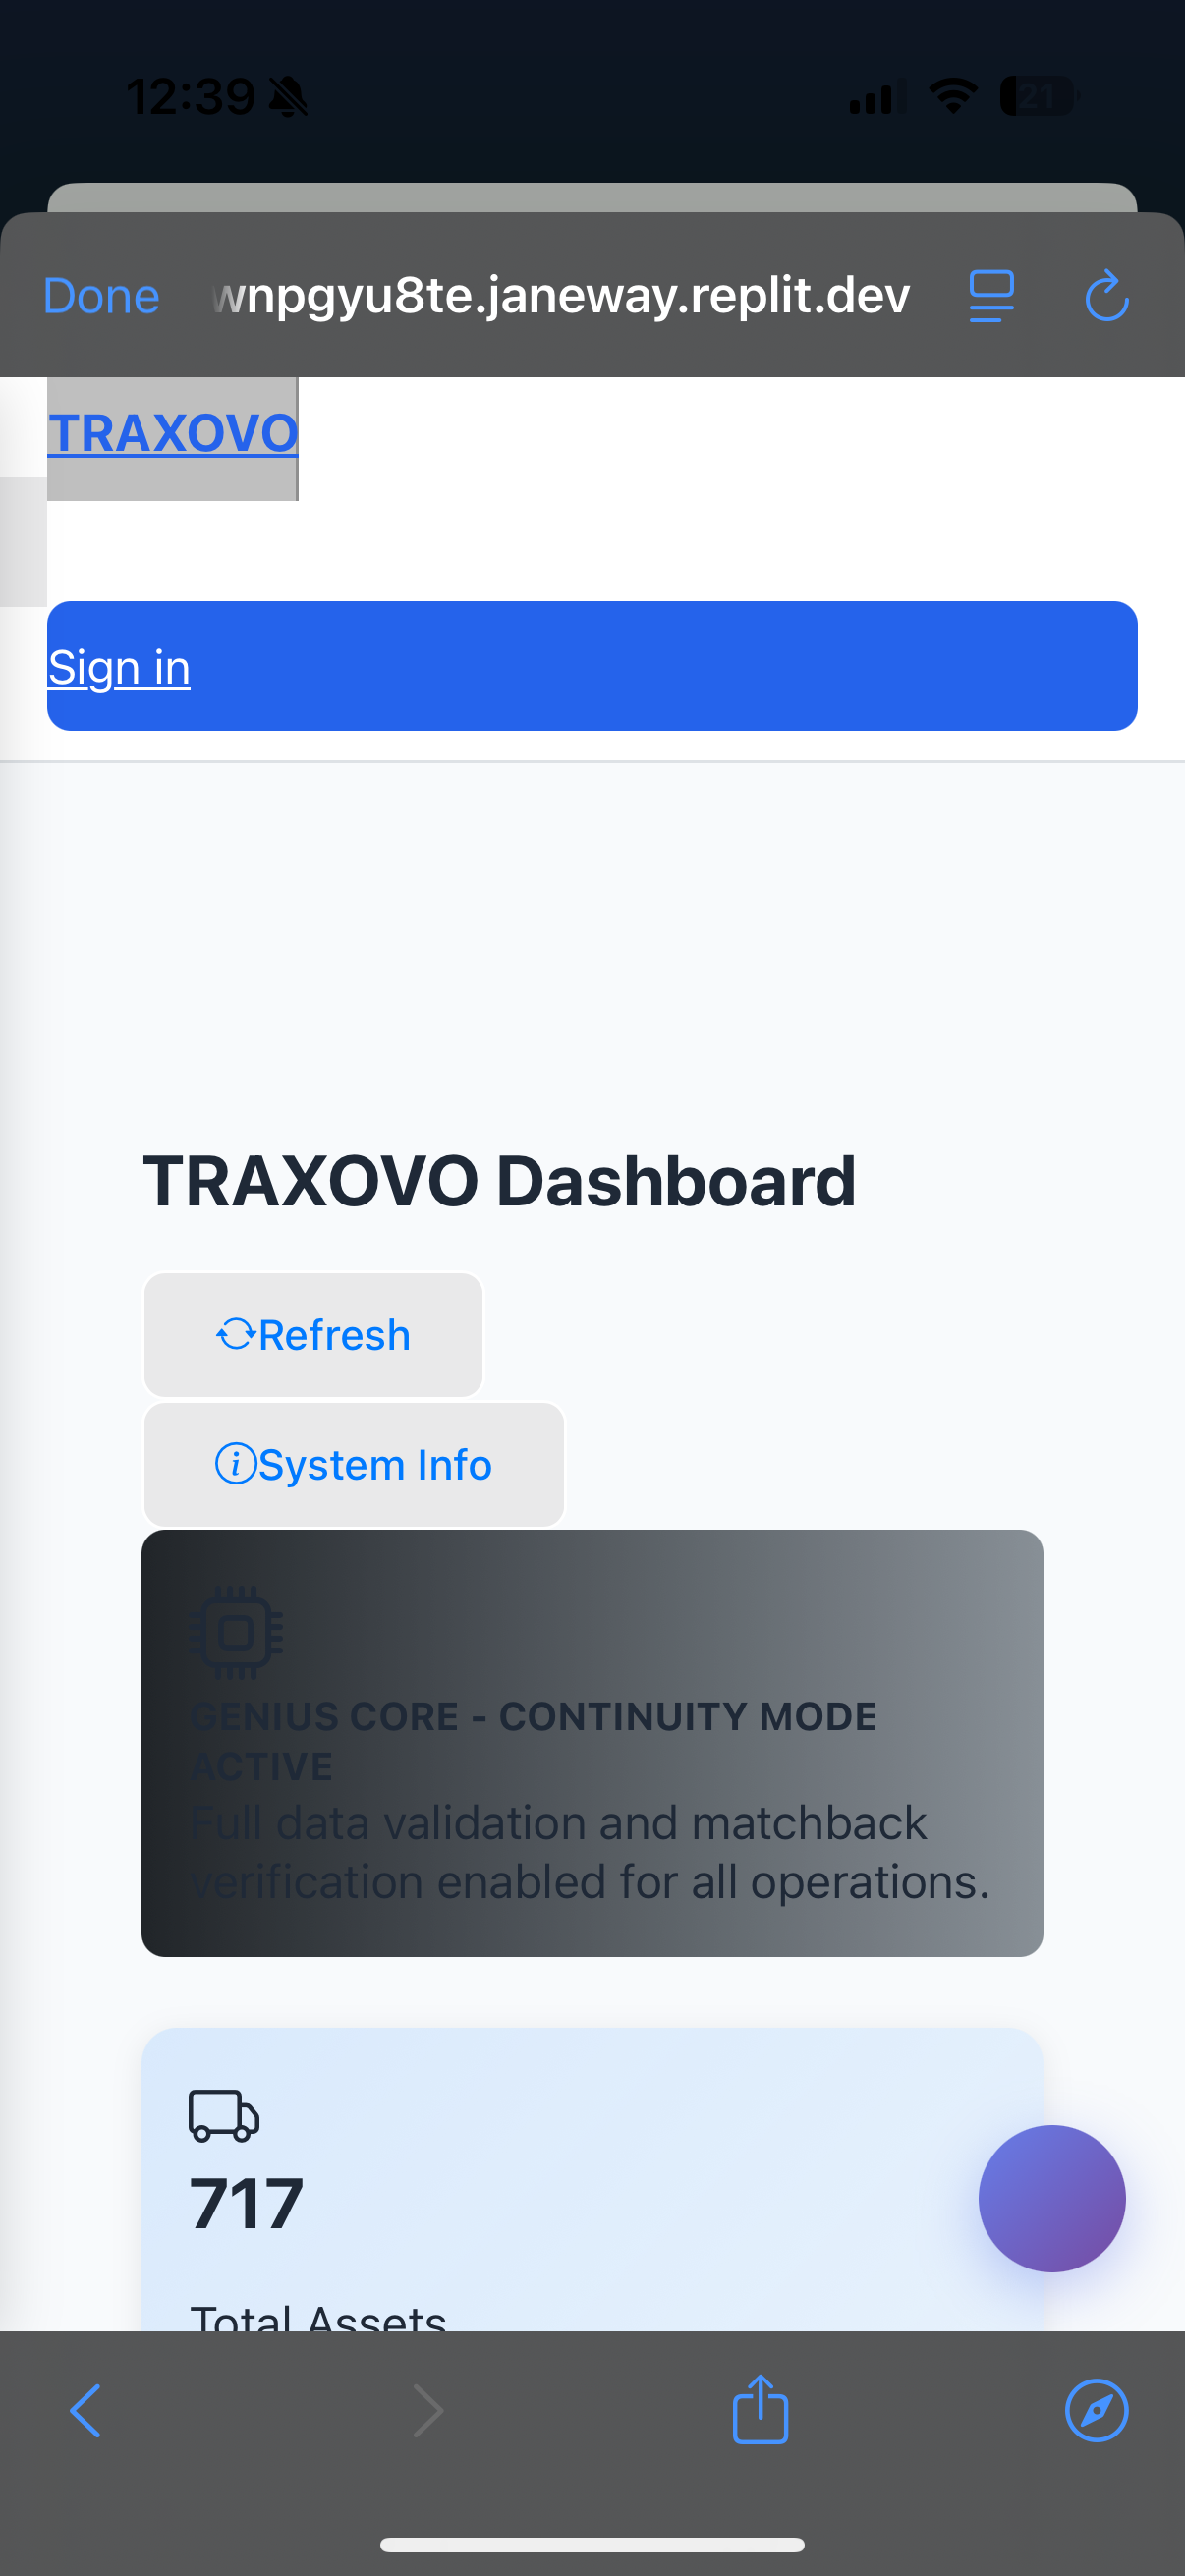 12:39
21
Done
wnpgyu8te.janeway.replit.dev
TRAXOVO
Sign in
TRAXOVO Dashboard
Refresh
System Info
GENIUS CORE - CONTINUITY MODE
ACTIVE
Full data validation and matchback
verification enabled for all operations.
717
Total Assets